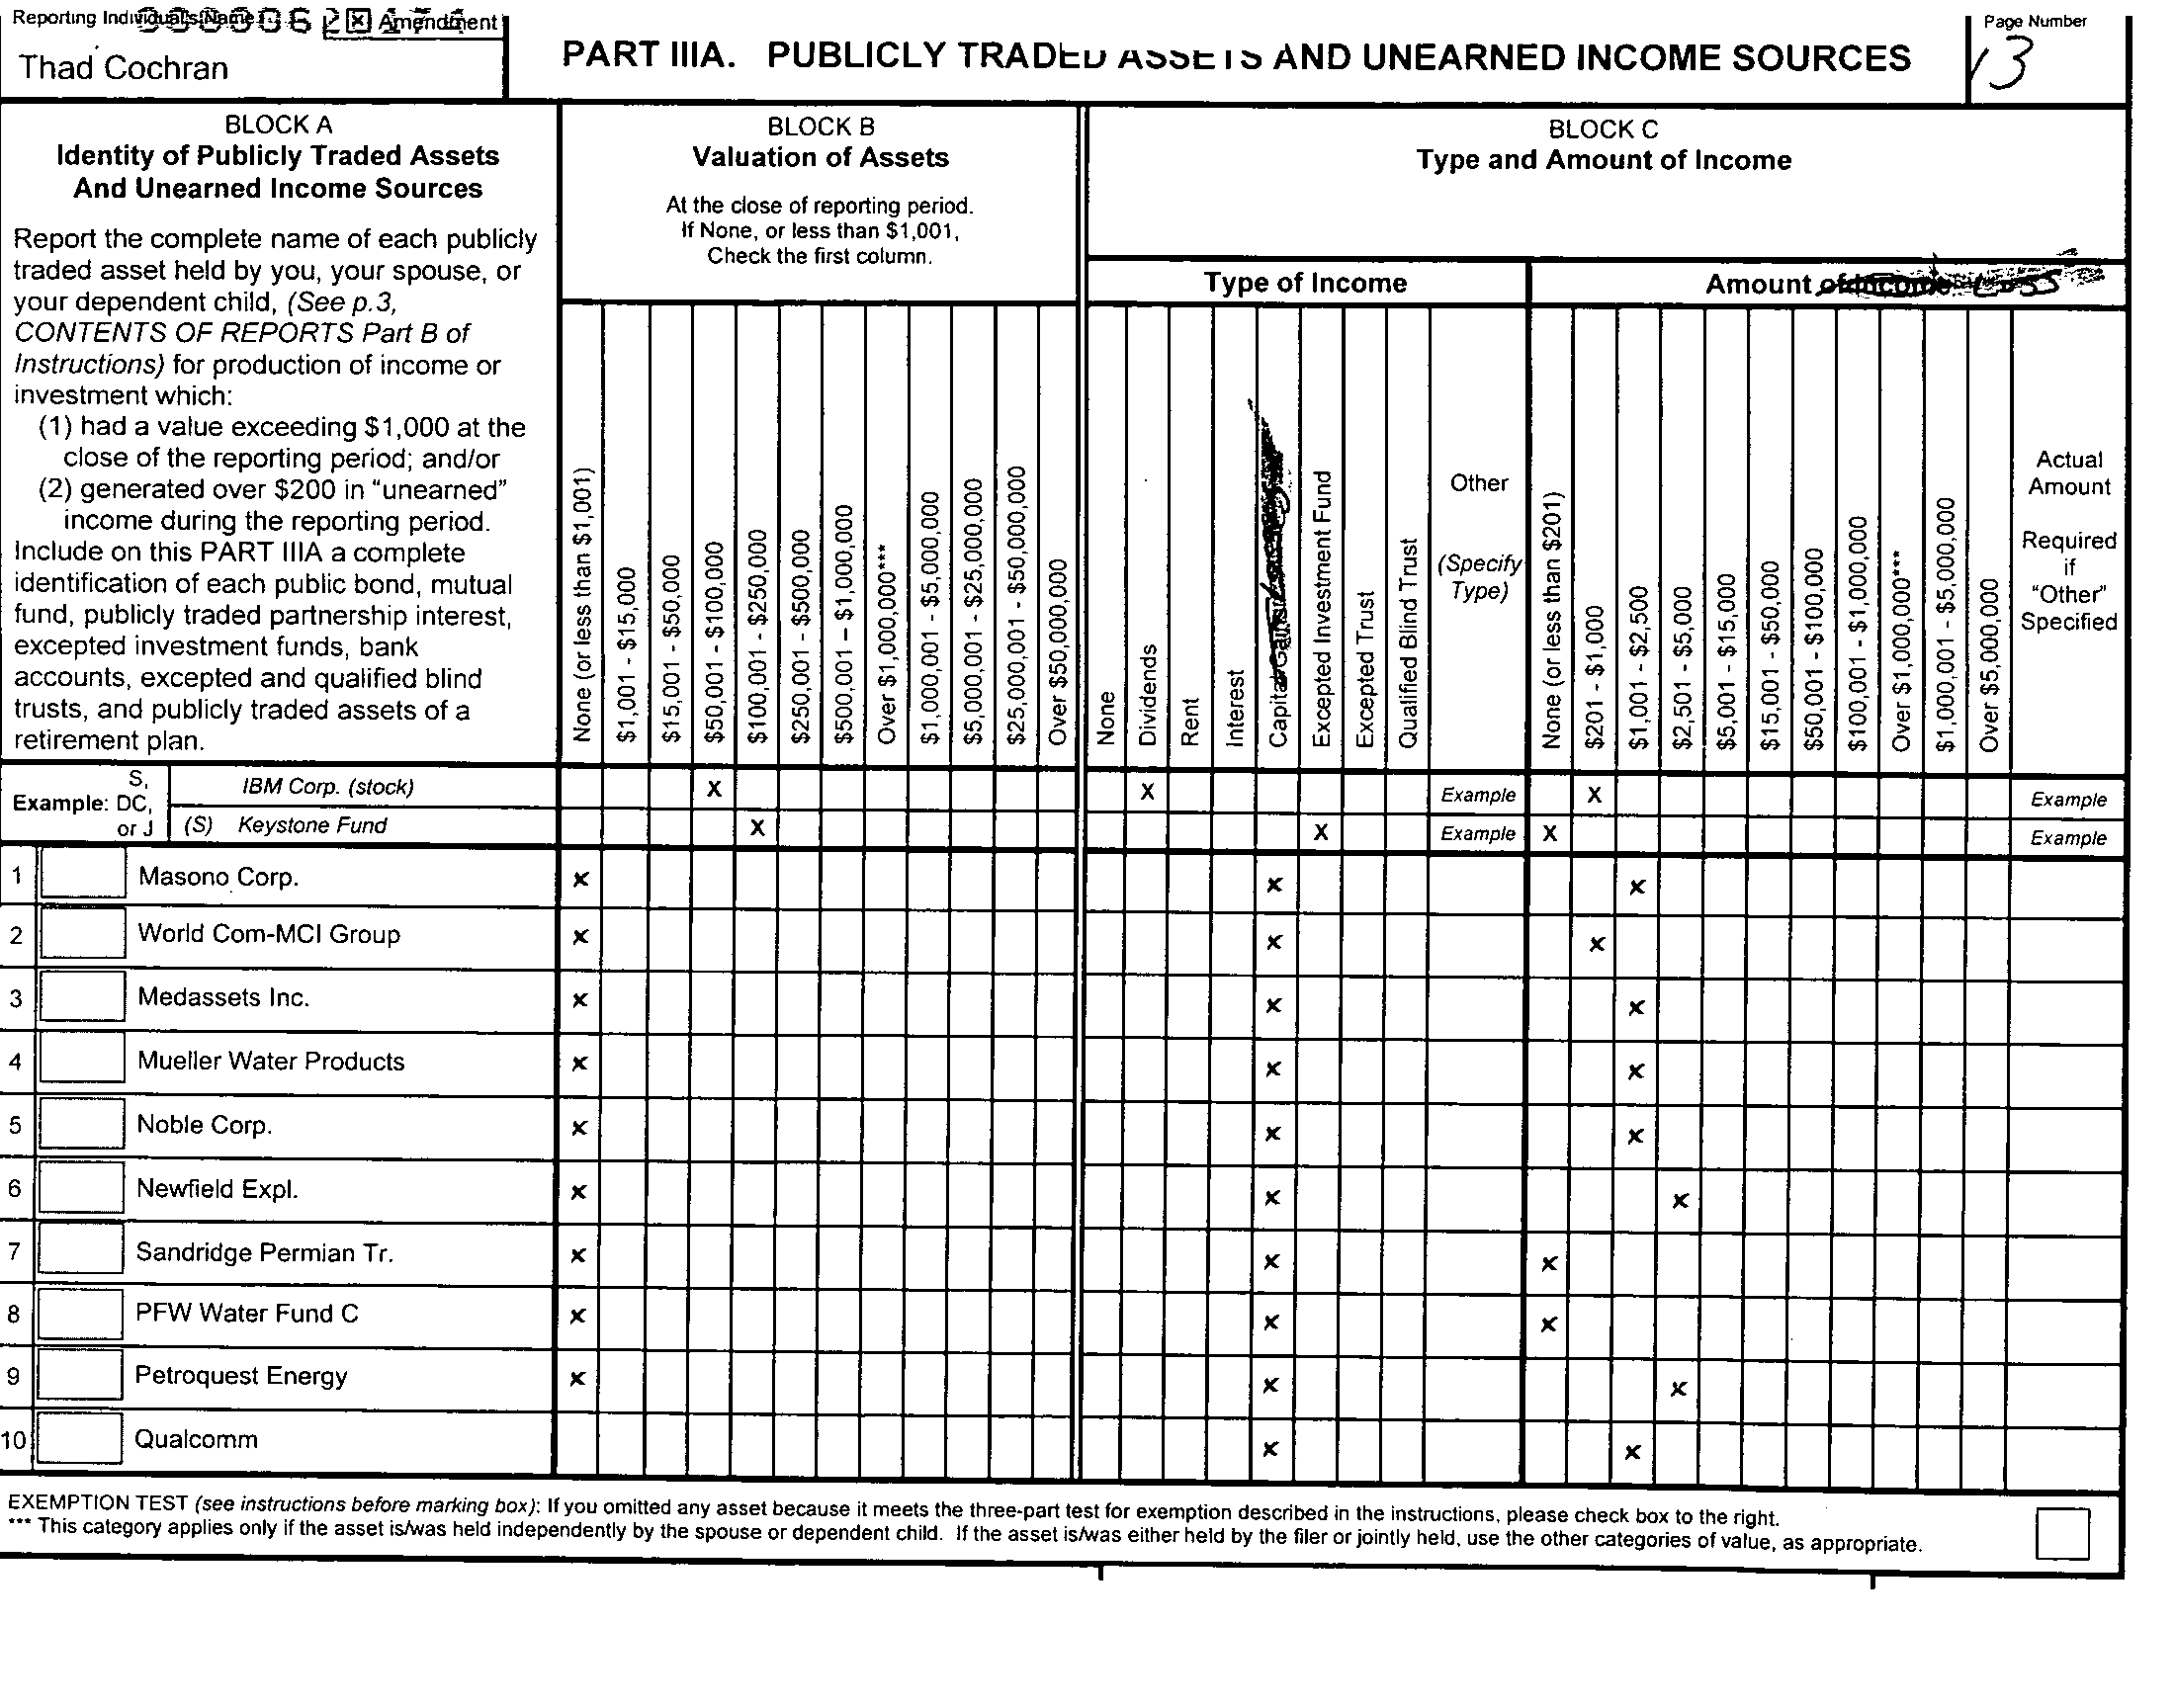 Reporting Individual's Name
Amendment
Thad Cochran
PART IIIA. PUBLICLY TRADED ASSETS AND UNEARNED INCOME SOURCES
Page Number
13
BLOCK A
Identity of Publicly Traded Assets
And Unearned Income Sources
Report the complete name of each publicly
traded asset held by you, your spouse, or
your dependent child, (See p.3,
CONTENTS OF REPORTS Part B of
Instructions) for production of income or
investment which:
(1) had a value exceeding $1,000 at the
close of the reporting period; and/or
(2) generated over $200 in "unearned"
income during the reporting period.
Include on this PART IIIA a complete
identification of each public bond, mutual
fund, publicly traded partnership interest,
excepted investment funds, bank
accounts, excepted and qualified blind
trusts, and publicly traded assets of a
retirement plan.
BLOCK B
Valuation of Assets
At the close of reporting period.
If None, or less than $1,001,
Check the first column.
None (or less than $1,001)
$1,001 - $15,000
$15,001 - $50,000
$50,001 - $100,000
$100,001 - $250,000
$250,001 - $500,000
$500,001 – $1,000,000
Over $1,000,000***
$1,000,001 - $5,000,000
$5,000,001 - $25,000,000
$25,000,001 - $50,000,000
Over $50,000,000
BLOCK C
Type and Amount of Income
Type of Income
Amount of Income Loss
None
Dividends
Rent
Interest
Capital Gains
Excepted Investment Fund
Excepted Trust
Qualified Blind Trust
Other
(Specify
Type)
None (or less than $201)
$201 - $1,000
$1,001 - $2,500
$2,501 - $5,000
$5,001 - $15,000
$15,001 - $50,000
$50,001 - $100,000
$100,001 - $1,000,000
Over $1,000,000***
$1,000,001 - $5,000,000
Over $5,000,000
Actual
Amount
Required
if
"Other"
Specified
Example: S, DC, or J
IBM Corp. (stock) X X Example X Example
(S) Keystone Fund X X Example X Example
1 Masono Corp. x x x
2 World Com-MCI Group x x x
3 Medassets Inc. x x x
4 Mueller Water Products x x x
5 Noble Corp. x x x
6 Newfield Expl. x x x
7 Sandridge Permian Tr. x x x
8 PFW Water Fund C x x x
9 Petroquest Energy x x x
10 Qualcomm x x
EXEMPTION TEST (see instructions before marking box): If you omitted any asset because it meets the three-part test for exemption described in the instructions, please check box to the right.
*** This category applies only if the asset is/was held independently by the spouse or dependent child. If the asset is/was either held by the filer or jointly held, use the other categories of value, as appropriate.